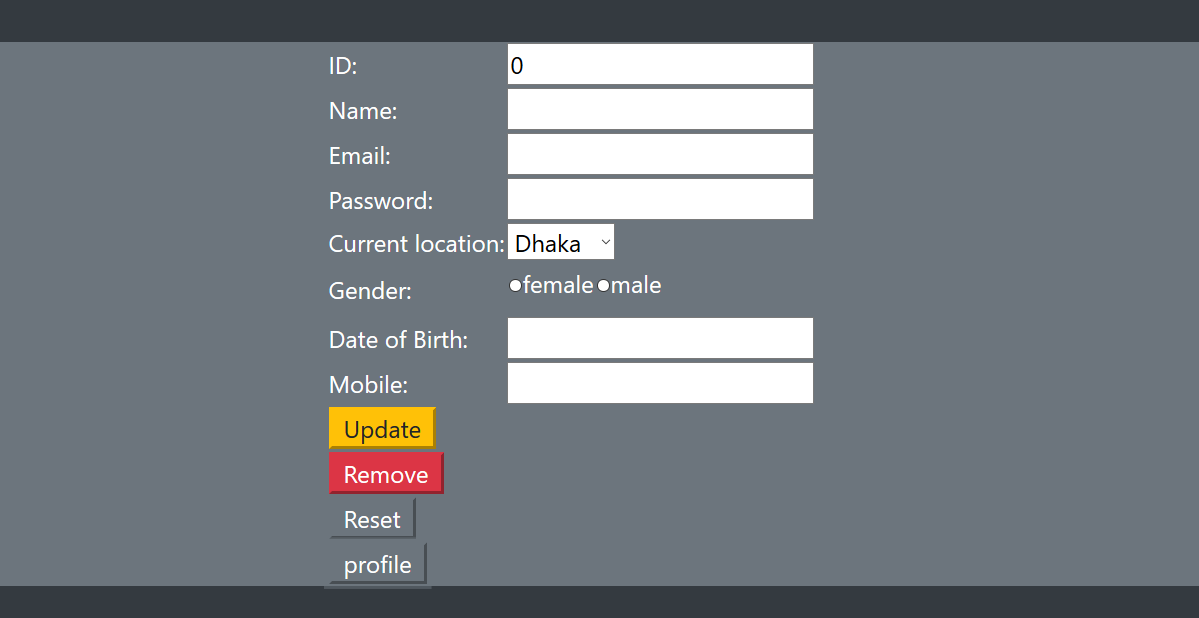 ID: 0
Name:
Email:
Password:
Current location: Dhaka
Gender: female male
Date of Birth:
Mobile:
Update
Remove
Reset
profile